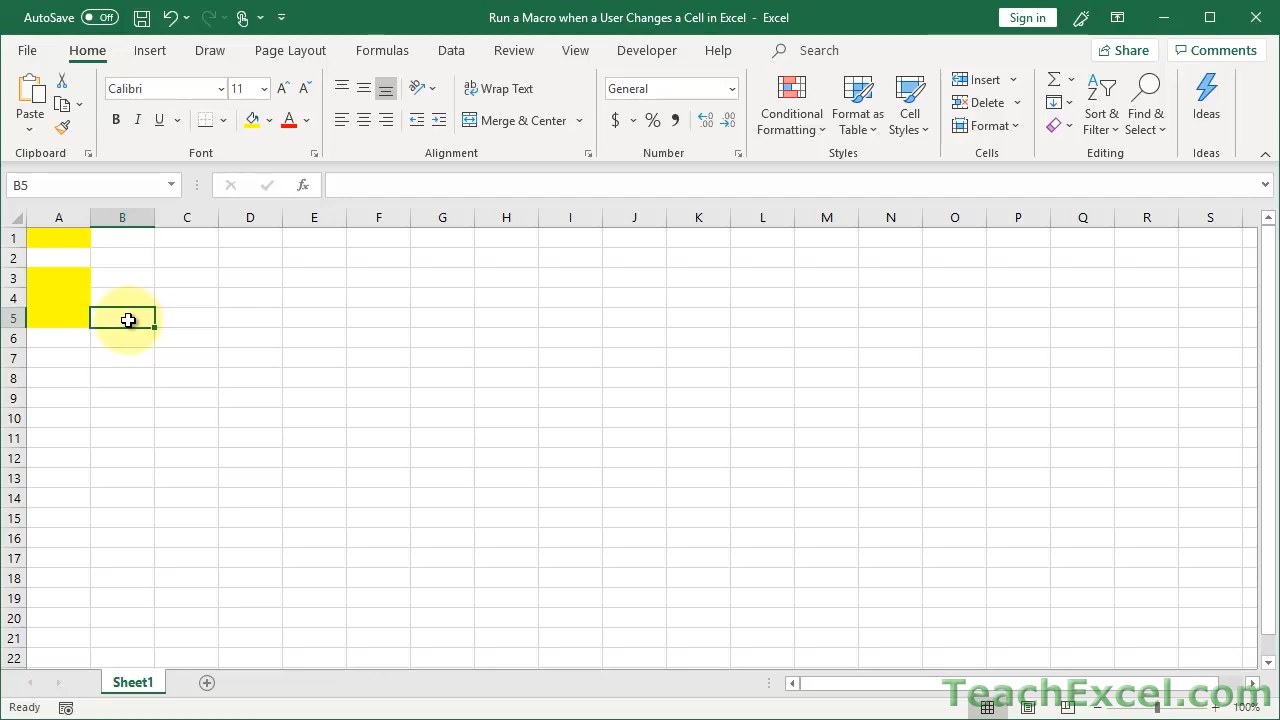 AutoSave Off
Run a Macro when a User Changes a Cell in Excel - Excel
Sign in
File Home Insert Draw Page Layout Formulas Data Review View Developer Help Search
Share Comments
Paste
Clipboard
Calibri 11
B I U A
Font
Wrap Text
Merge & Center
Alignment
General
$ % ,
Number
Conditional Formatting
Format as Table
Cell Styles
Styles
Insert
Delete
Format
Cells
Sort & Filter
Find & Select
Editing
Ideas
Ideas
B5
fx
A B C D E F G H I J K L M N O P Q R S
1
2
3
4
5
6
7
8
9
10
11
12
13
14
15
16
17
18
19
20
21
22
Sheet1
Ready
100%
TeachExcel.com